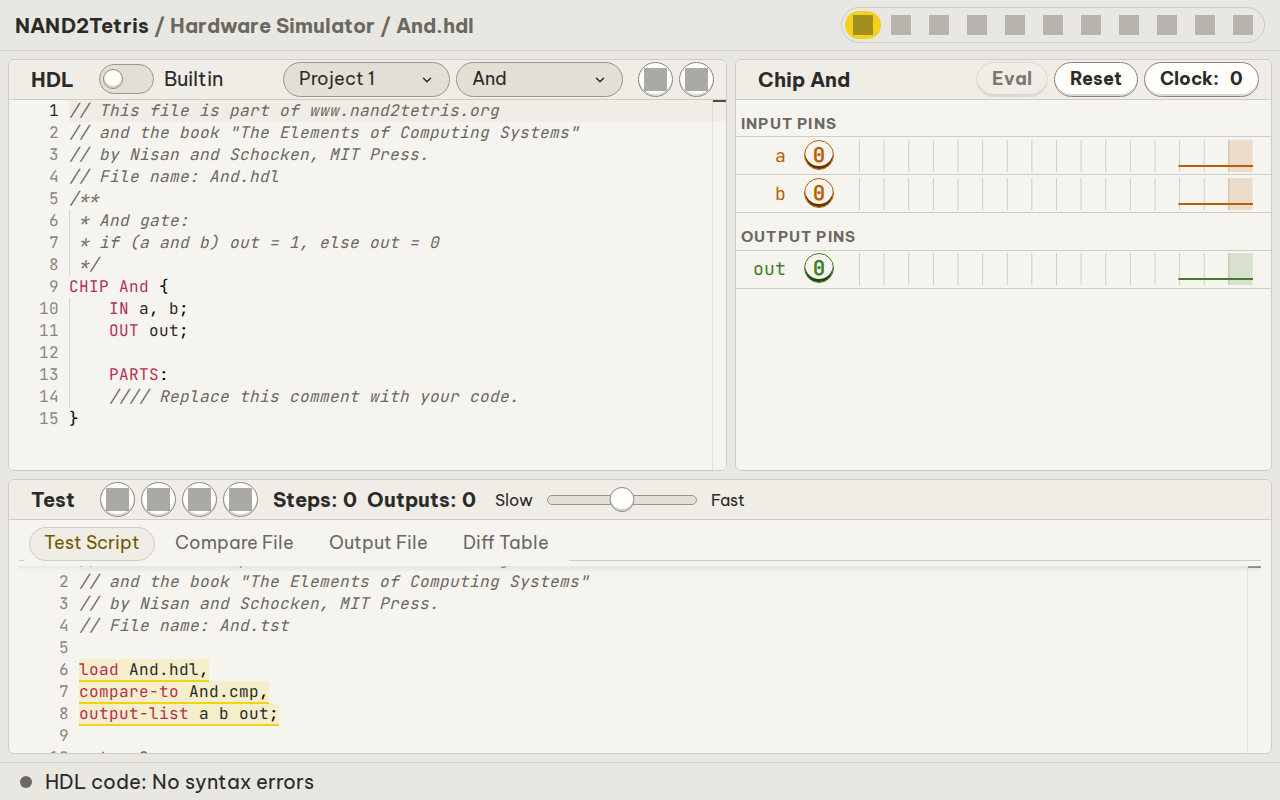 NAND2Tetris / Hardware Simulator / And.hdl
HDL Builtin Project 1 And
1 // This file is part of www.nand2tetris.org
2 // and the book "The Elements of Computing Systems"
3 // by Nisan and Schocken, MIT Press.
4 // File name: And.hdl
5 /**
6 * And gate:
7 * if (a and b) out = 1, else out = 0
8 */
9 CHIP And {
10 IN a, b;
11 OUT out;
12
13 PARTS:
14 //// Replace this comment with your code.
15 }
Chip And Eval Reset Clock: 0
INPUT PINS
a 0
b 0
OUTPUT PINS
out 0
Test Steps: 0 Outputs: 0 Slow Fast
Test Script Compare File Output File Diff Table
2 // and the book "The Elements of Computing Systems"
3 // by Nisan and Schocken, MIT Press.
4 // File name: And.tst
5
6 load And.hdl,
7 compare-to And.cmp,
8 output-list a b out;
9
HDL code: No syntax errors